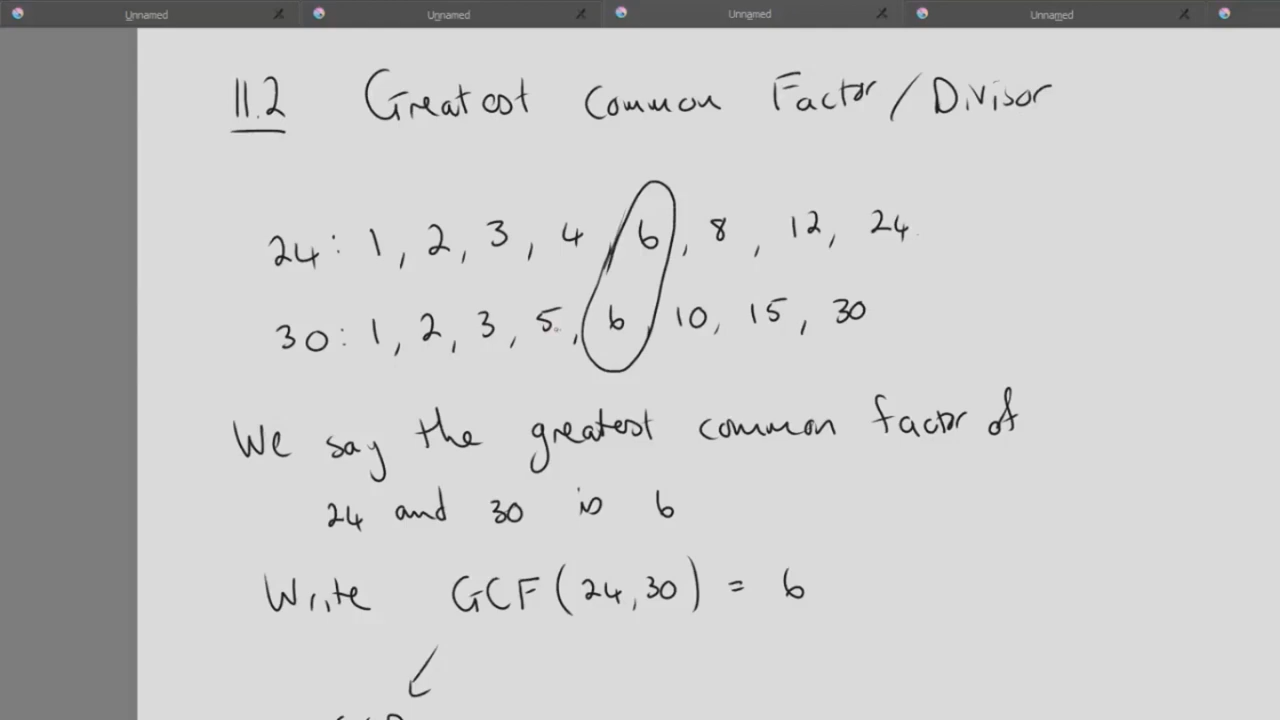 Unnamed Unnamed Unnamed Unnamed
11.2 Greatest Common Factor/Divisor
24: 1, 2, 3, 4, 6, 8, 12, 24
30: 1, 2, 3, 5, 6, 10, 15, 30
We say the greatest common factor of
24 and 30 is 6
Write GCF(24,30) = 6